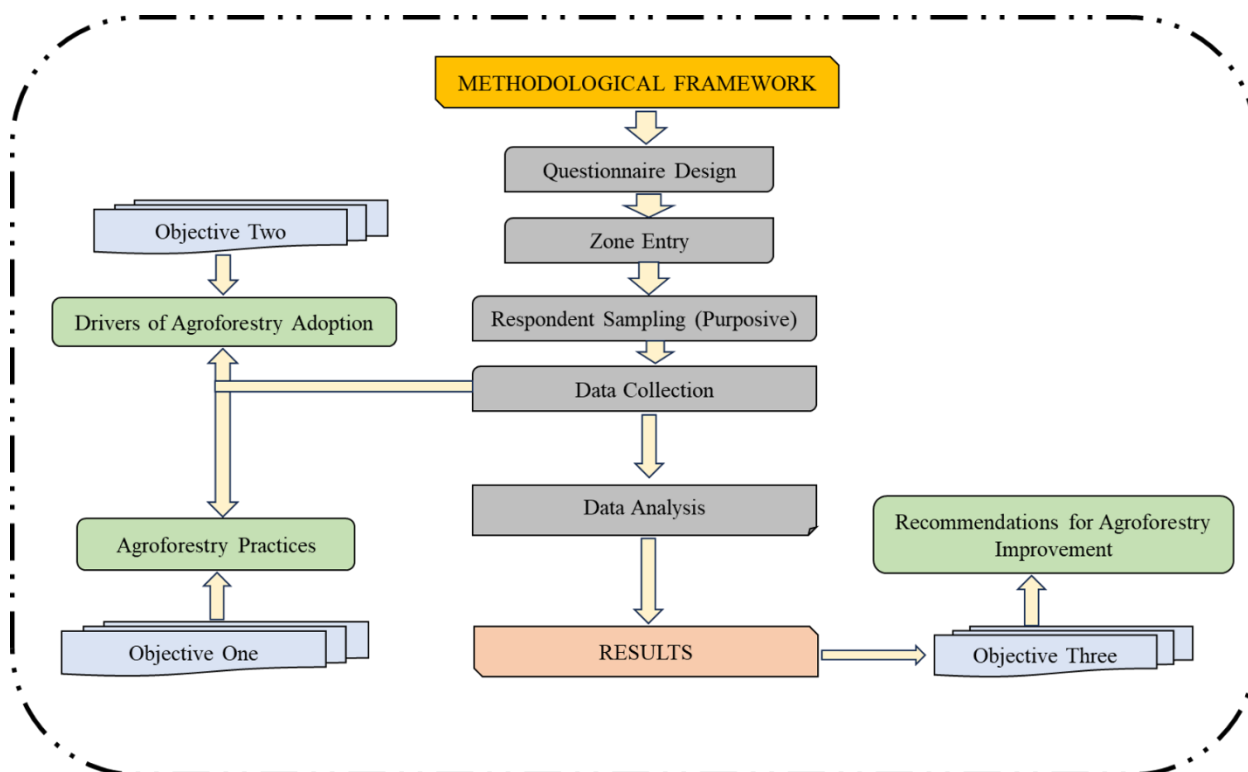 METHODOLOGICAL FRAMEWORK
Questionnaire Design
Zone Entry
Respondent Sampling (Purposive)
Data Collection
Data Analysis
RESULTS
Objective Two
Drivers of Agroforestry Adoption
Agroforestry Practices
Objective One
Recommendations for Agroforestry
Improvement
Objective Three